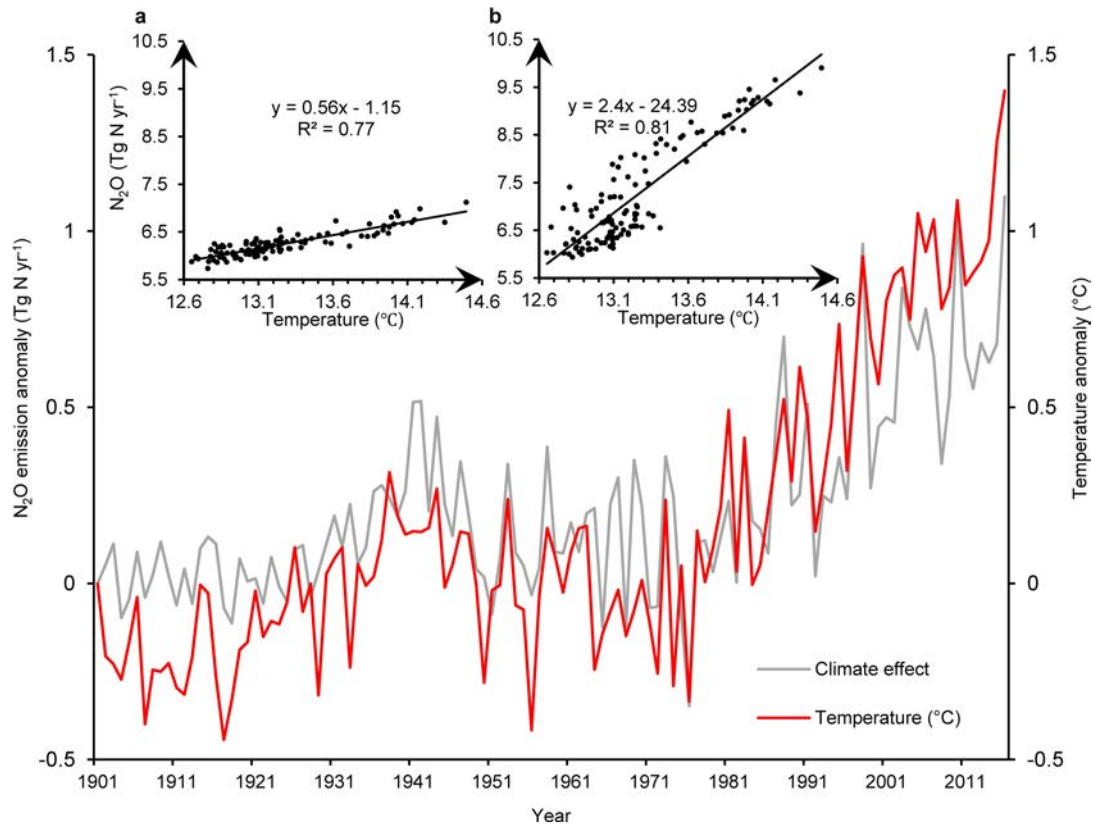 a
b
10.5
9.5
8.5
7.5
6.5
5.5
N₂O (Tg N yr⁻¹)
y = 0.56x - 1.15
R² = 0.77
12.6 13.1 13.6 14.1 14.6
Temperature (℃)
10.5
9.5
8.5
7.5
6.5
5.5
y = 2.4x - 24.39
R² = 0.81
12.6 13.1 13.6 14.1 14.6
Temperature (℃)
1.5
1
0.5
0
-0.5
N₂O emission anomaly (Tg N yr⁻¹)
1.5
1
0.5
0
-0.5
Temperature anomaly (°C)
Climate effect
Temperature (°C)
1901 1911 1921 1931 1941 1951 1961 1971 1981 1991 2001 2011
Year